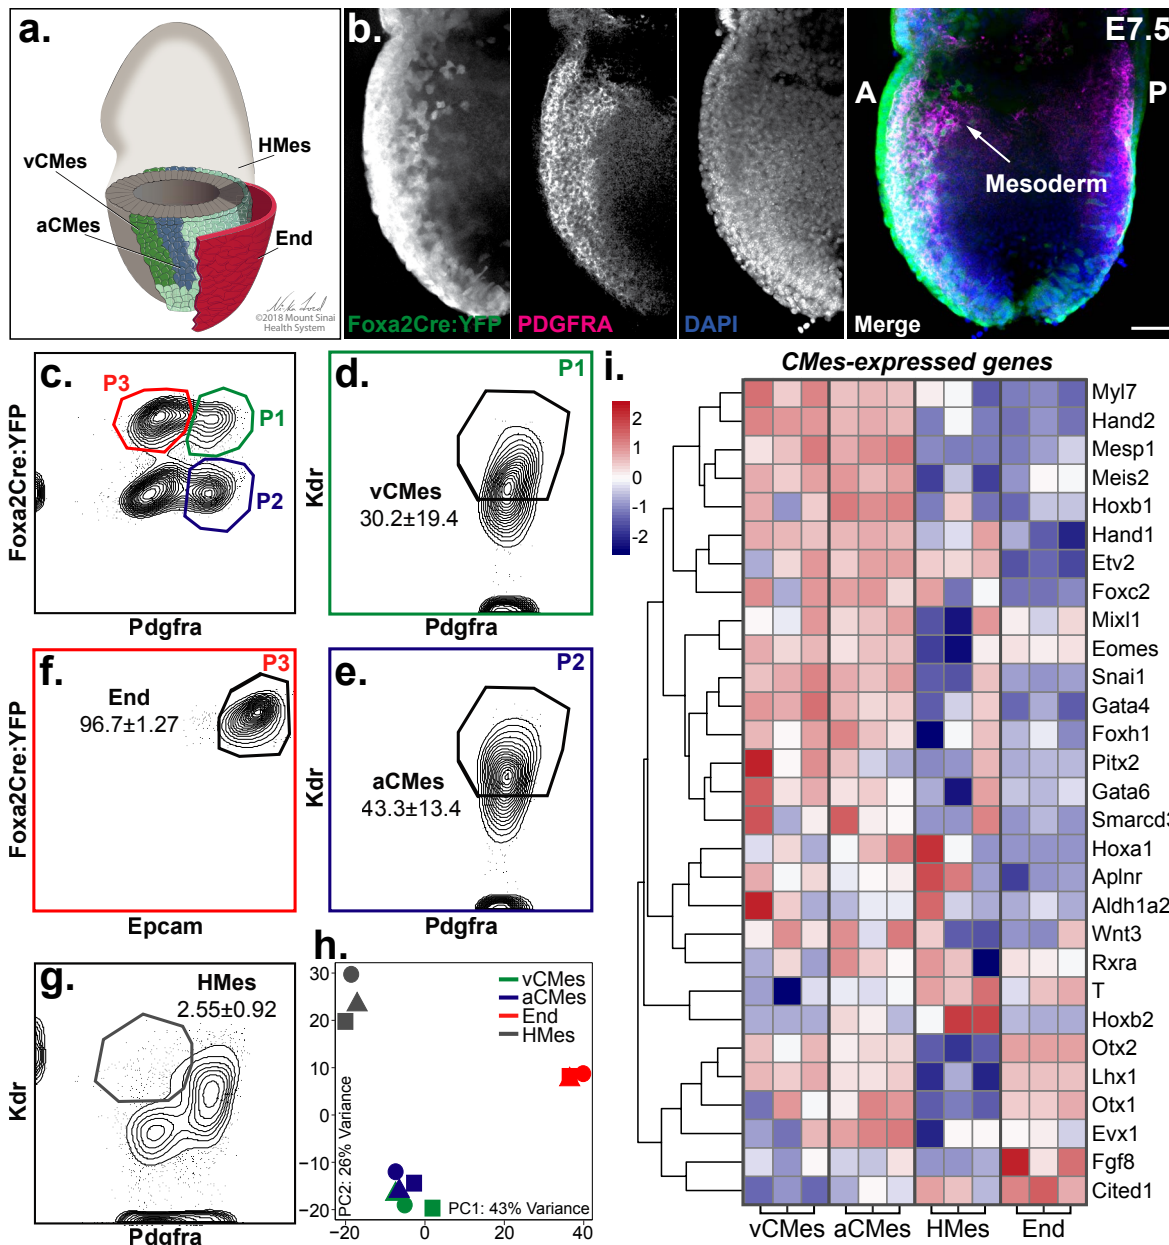 a.
HMes
vCMes
aCMes
End
©2018 Mount Sinai
Health System
b.
Foxa2Cre:YFP
PDGFRA
DAPI
E7.5
A
P
Mesoderm
Merge
c.
P3
P1
P2
Foxa2Cre:YFP
Pdgfra
d.
P1
vCMes
30.2±19.4
Kdr
Pdgfra
f.
P3
End
96.7±1.27
Foxa2Cre:YFP
Epcam
e.
P2
aCMes
43.3±13.4
Kdr
Pdgfra
g.
HMes
2.55±0.92
Kdr
Pdgfra
h.
vCMes
aCMes
End
HMes
30
20
10
0
−10
−20
PC2: 26% Variance
PC1: 43% Variance
−20
0
20
40
i.
CMes-expressed genes
2
1
0
-1
-2
Myl7
Hand2
Mesp1
Meis2
Hoxb1
Hand1
Etv2
Foxc2
Mixl1
Eomes
Snai1
Gata4
Foxh1
Pitx2
Gata6
Smarcd3
Hoxa1
Aplnr
Aldh1a2
Wnt3
Rxra
T
Hoxb2
Otx2
Lhx1
Otx1
Evx1
Fgf8
Cited1
vCMes
aCMes
HMes
End